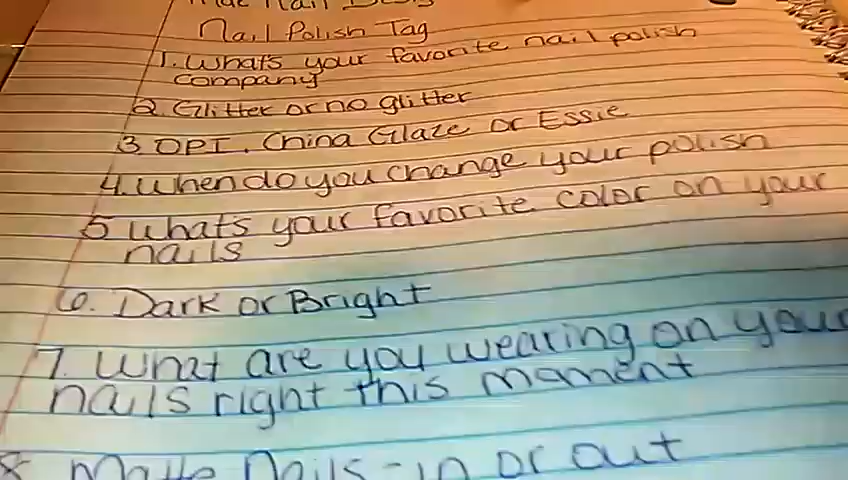 Nail Polish Tag
1. What's your favorite nail polish
company
2. Glitter or no glitter
3 OPI, China Glaze or Essie
4. When do you change your polish
5 what's your favorite color on your
nails
6. Dark or Bright
7. What are you wearing on your
nails right this moment
8 Matte Nails - in or out